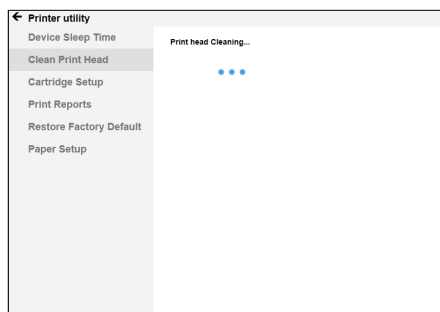 Printer utility
Device Sleep Time
Print head Cleaning...
Clean Print Head
Cartridge Setup
Print Reports
Restore Factory Default
Paper Setup